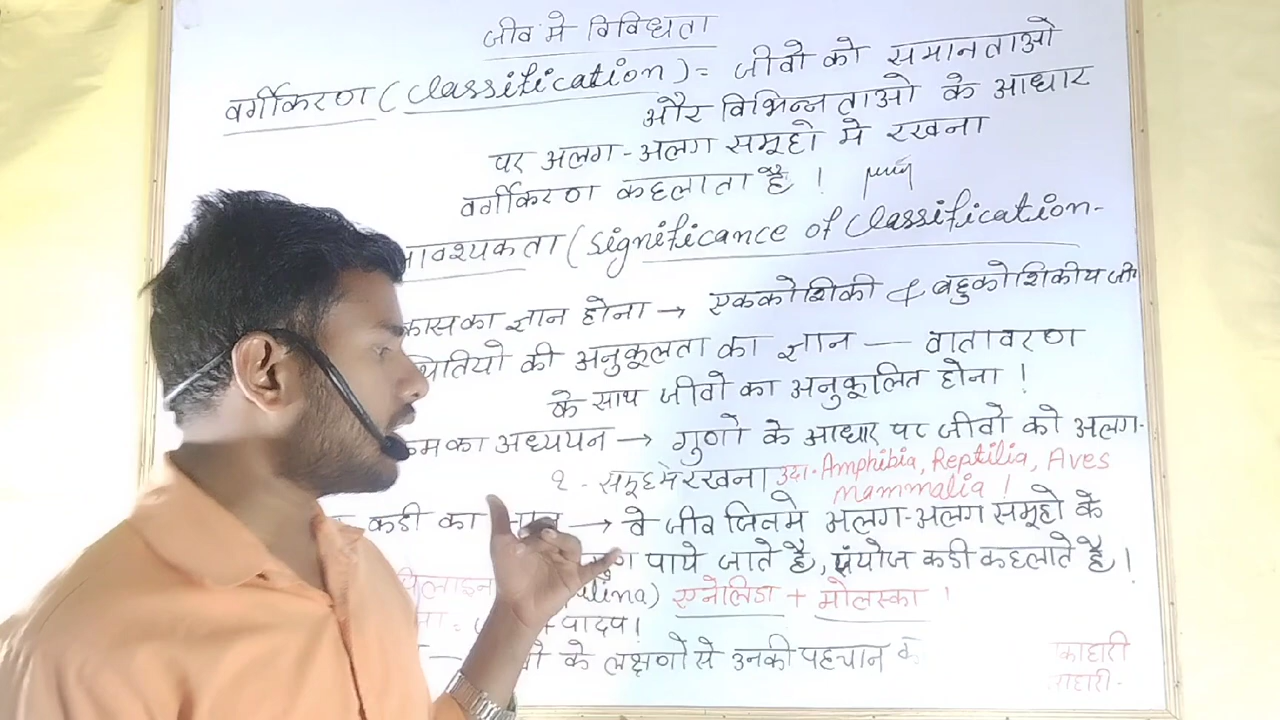 जीव मे विविधता
वर्गीकरण (Classification) = जीवो को समानताओ
और विभिन्नताओ के आधार
पर अलग-अलग समूहो मे रखना
वर्गीकरण कहलाता है !
आवश्यकता (Significance of Classification-
का ज्ञान होना → एककोशिकी & बहुकोशिकीय
की अनुकूलता का ज्ञान — वातावरण
के साथ जीवो का अनुकूलित होना !
का अध्ययन → गुणो के आधार पर जीवो को अलग-
२ - समूह मे रखना उदा. Amphibia, Reptilia, Aves
mammalia !
कडी का → वे जीव जिनमे अलग-अलग समूहो के
पाये जाते है, संयोज कडी कहलाते है !
एनेलिडा + मोलस्का !
+ पादप !
के लक्षणो से उनकी पहचान